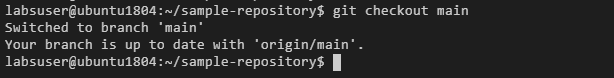 labsuser@ubuntu1804:~/sample-repository$ git checkout main
Switched to branch 'main'
Your branch is up to date with 'origin/main'.
labsuser@ubuntu1804:~/sample-repository$